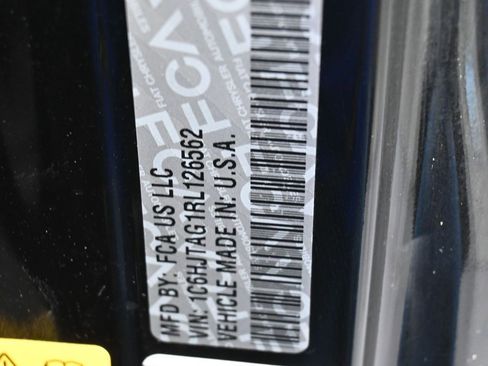 MFD BY: FCA US LLC
VIN: 1C6HJTAG1RL126562
VEHICLE MADE IN: U.S.A.